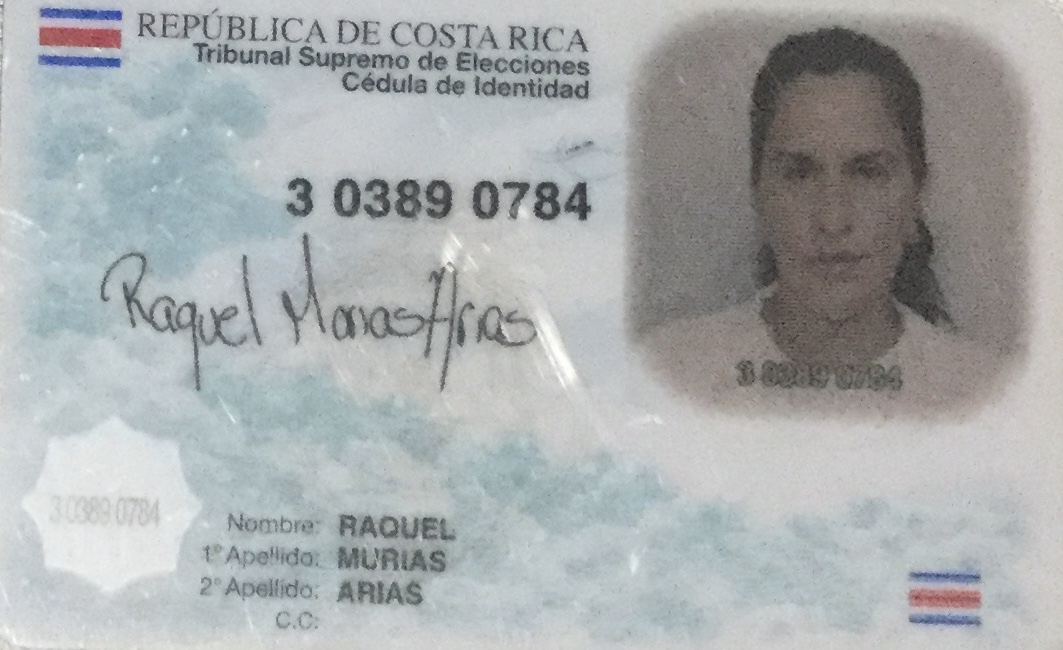 REPÚBLICA DE COSTA RICA
Tribunal Supremo de Elecciones
Cédula de Identidad
3 0389 0784
Raquel Murias Arias
3 0389 0784
3 0389 0784
Nombre: RAQUEL
1° Apellido: MURIAS
2° Apellido: ARIAS
C.C: